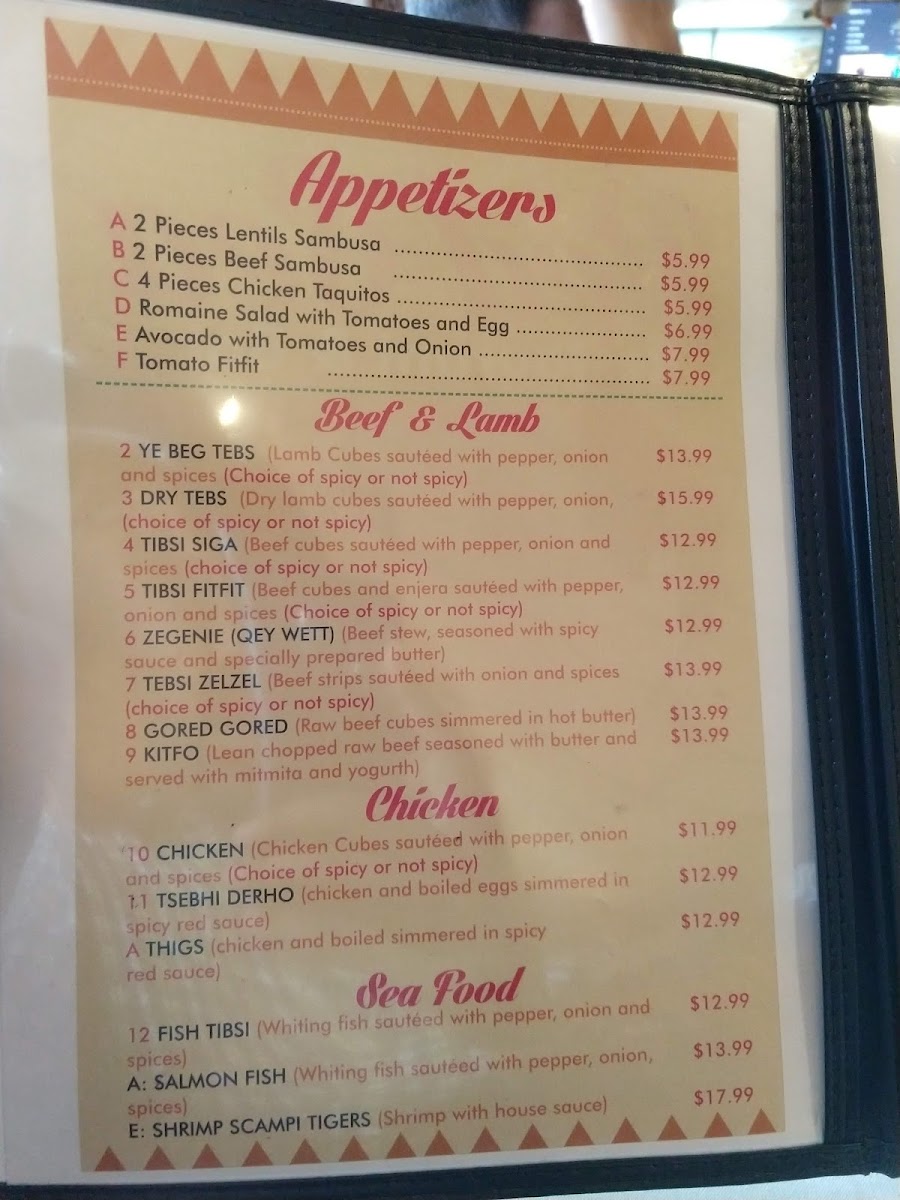 Appetizers
A 2 Pieces Lentils Sambusa ........................................ $5.99
B 2 Pieces Beef Sambusa ........................................ $5.99
C 4 Pieces Chicken Taquitos ........................................ $5.99
D Romaine Salad with Tomatoes and Egg ..................... $6.99
E Avocado with Tomatoes and Onion ........................... $7.99
F Tomato Fitfit .................................................... $7.99
Beef & Lamb
2 YE BEG TEBS (Lamb Cubes sautéed with pepper, onion $13.99
and spices (Choice of spicy or not spicy)
3 DRY TEBS (Dry lamb cubes sautéed with pepper, onion, $15.99
(choice of spicy or not spicy)
4 TIBSI SIGA (Beef cubes sautéed with pepper, onion and $12.99
spices (choice of spicy or not spicy)
5 TIBSI FITFIT (Beef cubes and enjera sautéed with pepper, $12.99
onion and spices (Choice of spicy or not spicy)
6 ZEGENIE (QEY WETT) (Beef stew, seasoned with spicy $12.99
sauce and specially prepared butter)
7 TEBSI ZELZEL (Beef strips sautéed with onion and spices $13.99
(choice of spicy or not spicy)
8 GORED GORED (Raw beef cubes simmered in hot butter) $13.99
9 KITFO (Lean chopped raw beef seasoned with butter and $13.99
served with mitmita and yogurth)
Chicken
10 CHICKEN (Chicken Cubes sautéed with pepper, onion $11.99
and spices (Choice of spicy or not spicy)
11 TSEBHI DERHO (chicken and boiled eggs simmered in $12.99
spicy red sauce)
A THIGS (chicken and boiled simmered in spicy $12.99
red sauce)
Sea Food
12 FISH TIBSI (Whiting fish sautéed with pepper, onion and $12.99
spices)
A: SALMON FISH (Whiting fish sautéed with pepper, onion, $13.99
spices)
E: SHRIMP SCAMPI TIGERS (Shrimp with house sauce) $17.99